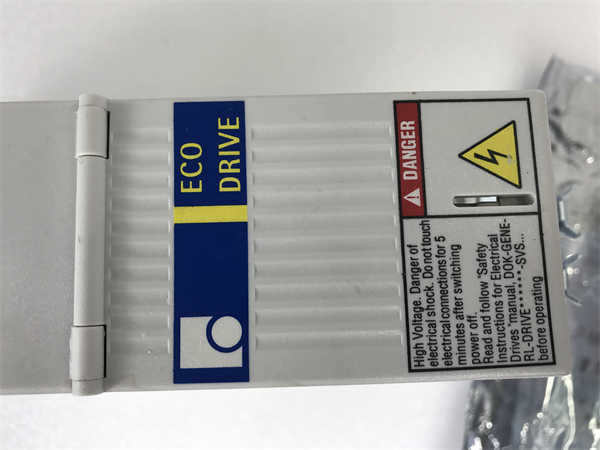 ECO
DRIVE
DANGER
High Voltage. Danger of
electrical shock. Do not touch
electrical connections for 5
minutes after switching
power off.
Read and follow "Safety
Instructions for Electrical
Drives" manual, DOK-GENE-
RL-DRIVE******-SVS...
before operating